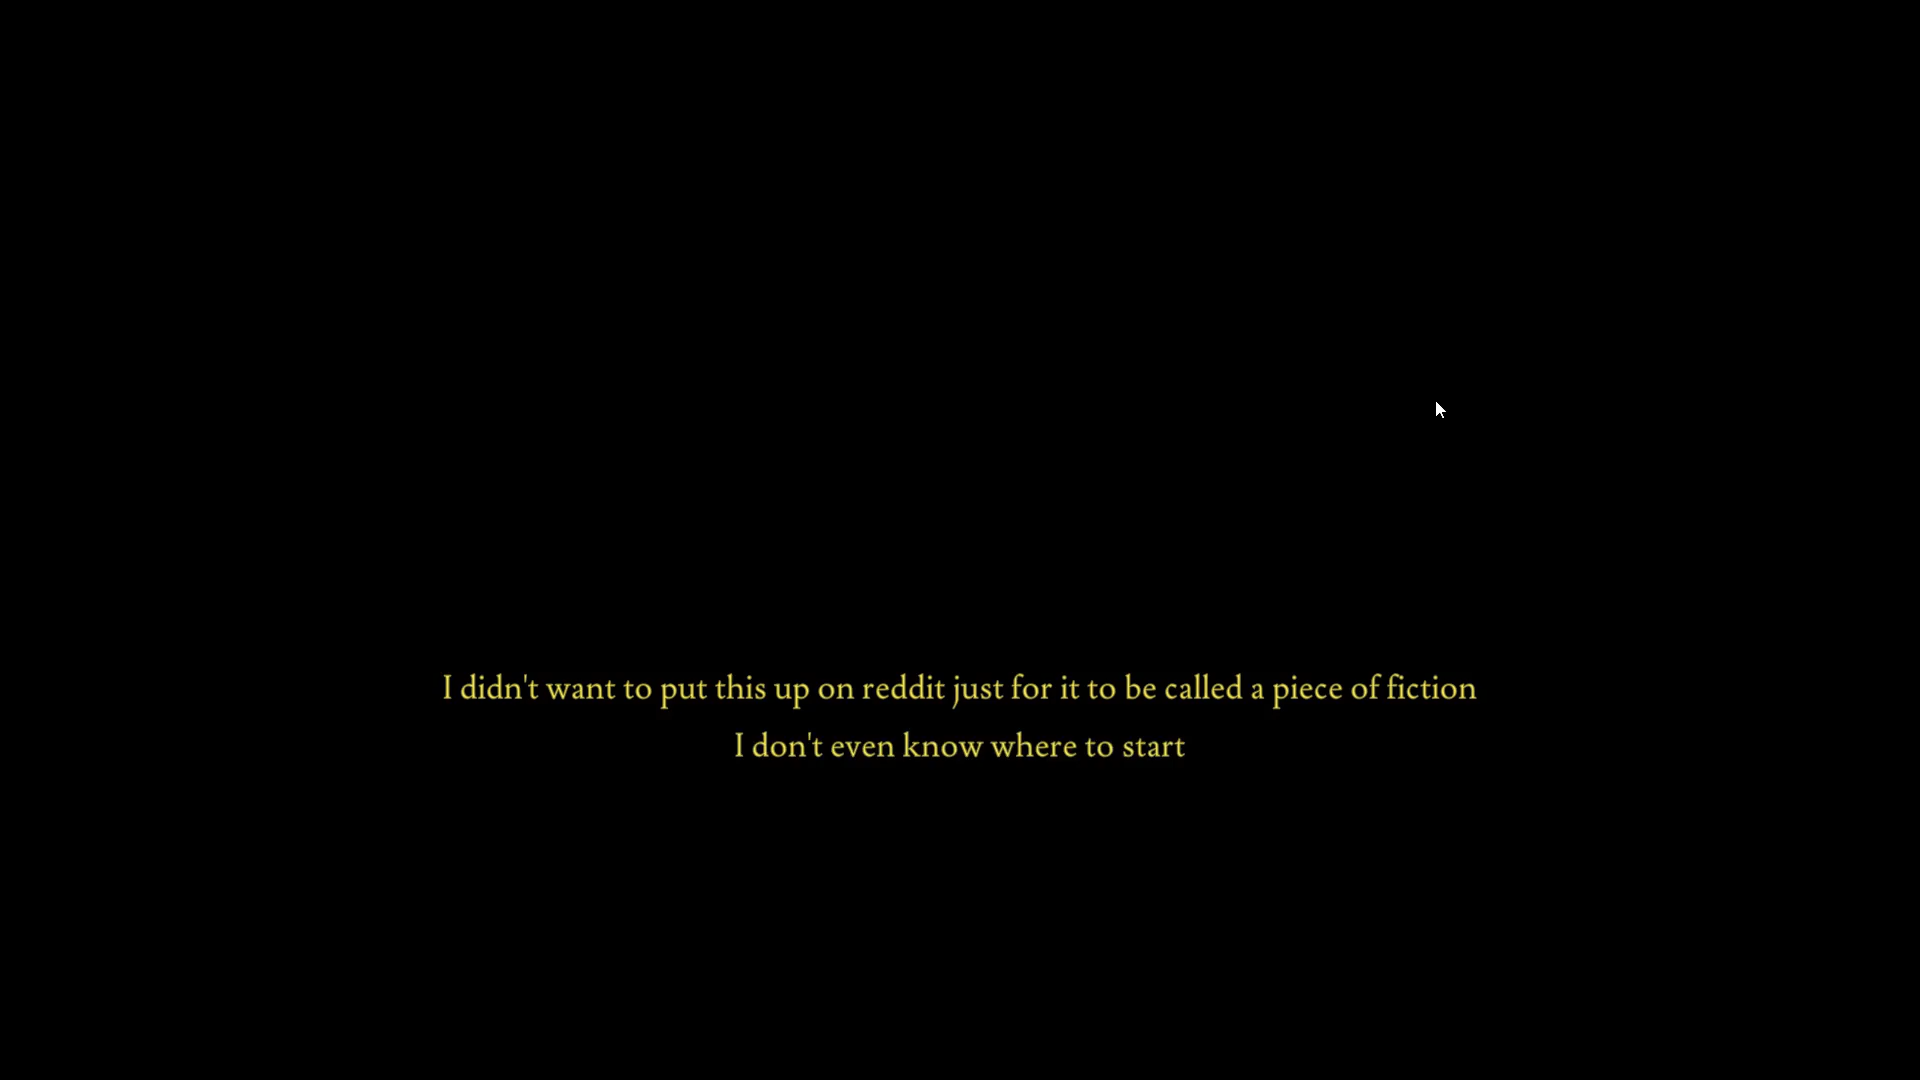 I didn't want to put this up on reddit just for it to be called a piece of fiction
I don't even know where to start